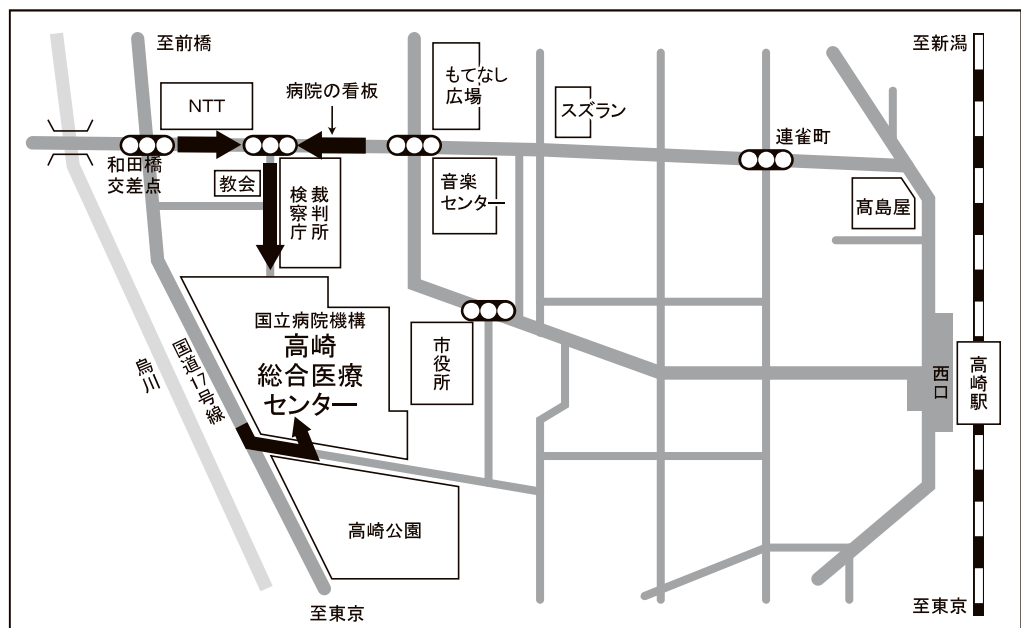 至前橋
至新潟
NTT
病院の看板
もてなし
広場
スズラン
連雀町
和田橋
交差点
教会
検察庁
裁判所
音楽
センター
髙島屋
国立病院機構
高崎
総合医療
センター
市役所
国道17号線
烏川
西口
高崎駅
高崎公園
至東京
至東京